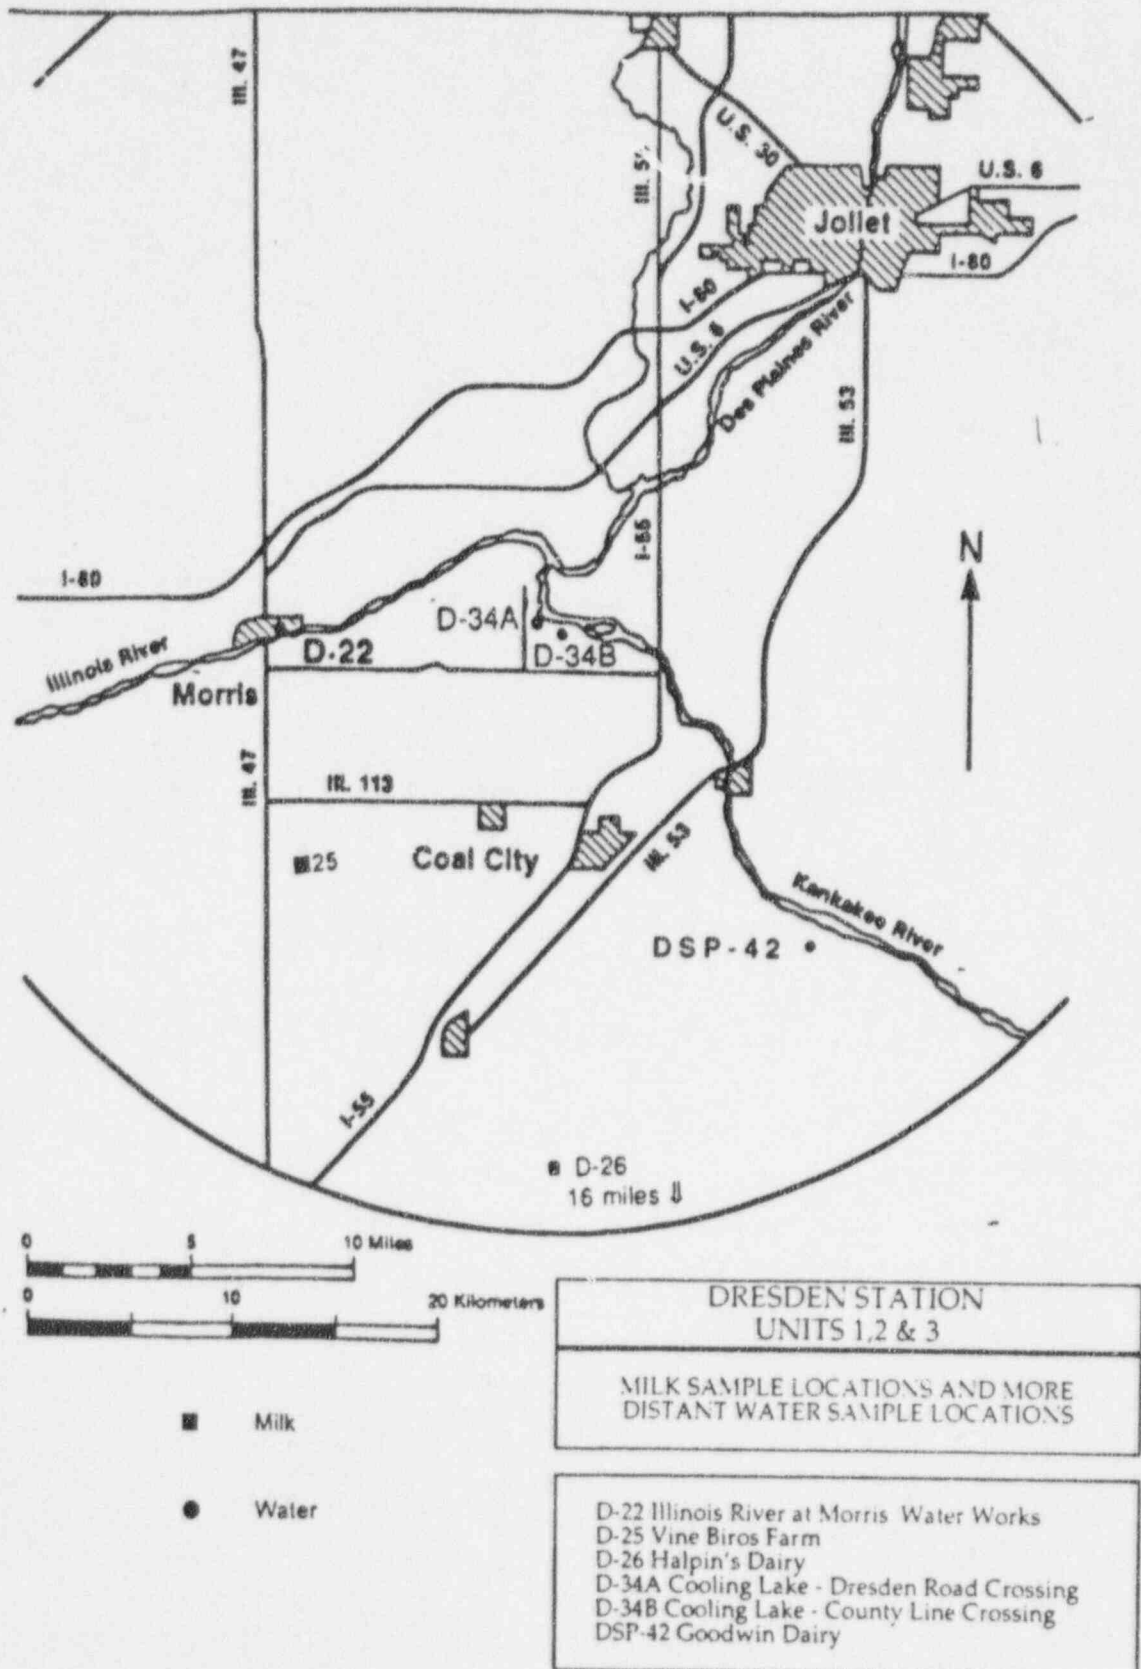 Ill. 47
Ill. 5
U.S. 30
U.S. 6
Joliet
I-80
I-80
U.S. 6
Des Plaines River
Ill. 53
I-55
N
I-80
D-34A
D-22
D-34B
Illinois River
Morris
Ill. 47
Ill. 113
Coal City
25
Ill. 53
Kankakee River
DSP-42
I-55
D-26
16 miles ⇓
0 5 10 Miles
0 10 20 Kilometers
Milk
Water
DRESDEN STATION
UNITS 1,2 & 3
MILK SAMPLE LOCATIONS AND MORE
DISTANT WATER SAMPLE LOCATIONS
D-22 Illinois River at Morris Water Works
D-25 Vine Biros Farm
D-26 Halpin's Dairy
D-34A Cooling Lake - Dresden Road Crossing
D-34B Cooling Lake - County Line Crossing
DSP-42 Goodwin Dairy